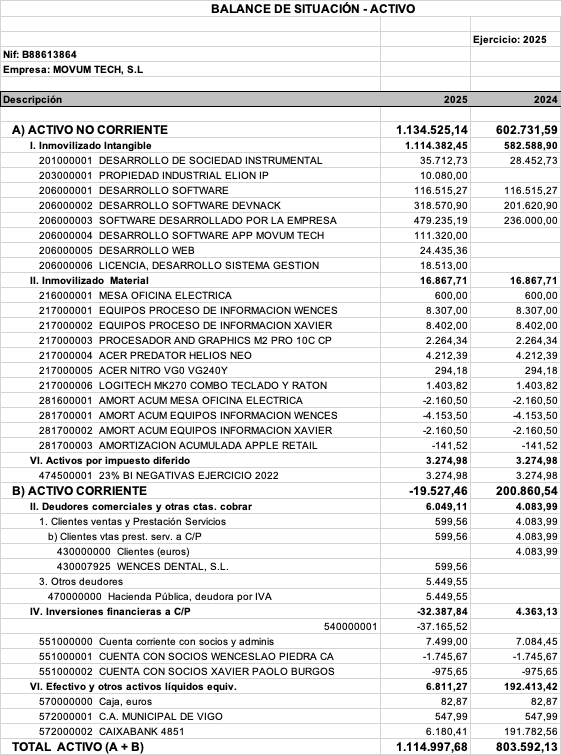 BALANCE DE SITUACIÓN - ACTIVO
Ejercicio: 2025
Nif: B88613864
Empresa: MOVUM TECH, S.L
Descripción 2025 2024
A) ACTIVO NO CORRIENTE 1.134.525,14 602.731,59
I. Inmovilizado Intangible 1.114.382,45 582.588,90
201000001 DESARROLLO DE SOCIEDAD INSTRUMENTAL 35.712,73 28.452,73
203000001 PROPIEDAD INDUSTRIAL ELION IP 10.080,00
206000001 DESARROLLO SOFTWARE 116.515,27 116.515,27
206000002 DESARROLLO SOFTWARE DEVNACK 318.570,90 201.620,90
206000003 SOFTWARE DESARROLLADO POR LA EMPRESA 479.235,19 236.000,00
206000004 DESARROLLO SOFTWARE APP MOVUM TECH 111.320,00
206000005 DESARROLLO WEB 24.435,36
206000006 LICENCIA, DESARROLLO SISTEMA GESTION 18.513,00
II. Inmovilizado Material 16.867,71 16.867,71
216000001 MESA OFICINA ELECTRICA 600,00 600,00
217000001 EQUIPOS PROCESO DE INFORMACION WENCES 8.307,00 8.307,00
217000002 EQUIPOS PROCESO DE INFORMACION XAVIER 8.402,00 8.402,00
217000003 PROCESADOR AND GRAPHICS M2 PRO 10C CP 2.264,34 2.264,34
217000004 ACER PREDATOR HELIOS NEO 4.212,39 4.212,39
217000005 ACER NITRO VG0 VG240Y 294,18 294,18
217000006 LOGITECH MK270 COMBO TECLADO Y RATON 1.403,82 1.403,82
281600001 AMORT ACUM MESA OFICINA ELECTRICA -2.160,50 -2.160,50
281700001 AMORT ACUM EQUIPOS INFORMACION WENCES -4.153,50 -4.153,50
281700002 AMORT ACUM EQUIPOS INFORMACION XAVIER -2.160,50 -2.160,50
281700003 AMORTIZACION ACUMULADA APPLE RETAIL -141,52 -141,52
VI. Activos por impuesto diferido 3.274,98 3.274,98
474500001 23% BI NEGATIVAS EJERCICIO 2022 3.274,98 3.274,98
B) ACTIVO CORRIENTE -19.527,46 200.860,54
II. Deudores comerciales y otras ctas. cobrar 6.049,11 4.083,99
1. Clientes ventas y Prestación Servicios 599,56 4.083,99
b) Clientes vtas prest. serv. a C/P 599,56 4.083,99
430000000 Clientes (euros) 4.083,99
430007925 WENCES DENTAL, S.L. 599,56
3. Otros deudores 5.449,55
470000000 Hacienda Pública, deudora por IVA 5.449,55
IV. Inversiones financieras a C/P -32.387,84 4.363,13
540000001 -37.165,52
551000000 Cuenta corriente con socios y adminis 7.499,00 7.084,45
551000001 CUENTA CON SOCIOS WENCESLAO PIEDRA CA -1.745,67 -1.745,67
551000002 CUENTA CON SOCIOS XAVIER PAOLO BURGOS -975,65 -975,65
VI. Efectivo y otros activos líquidos equiv. 6.811,27 192.413,42
570000000 Caja, euros 82,87 82,87
572000001 C.A. MUNICIPAL DE VIGO 547,99 547,99
572000002 CAIXABANK 4851 6.180,41 191.782,56
TOTAL ACTIVO (A + B) 1.114.997,68 803.592,13